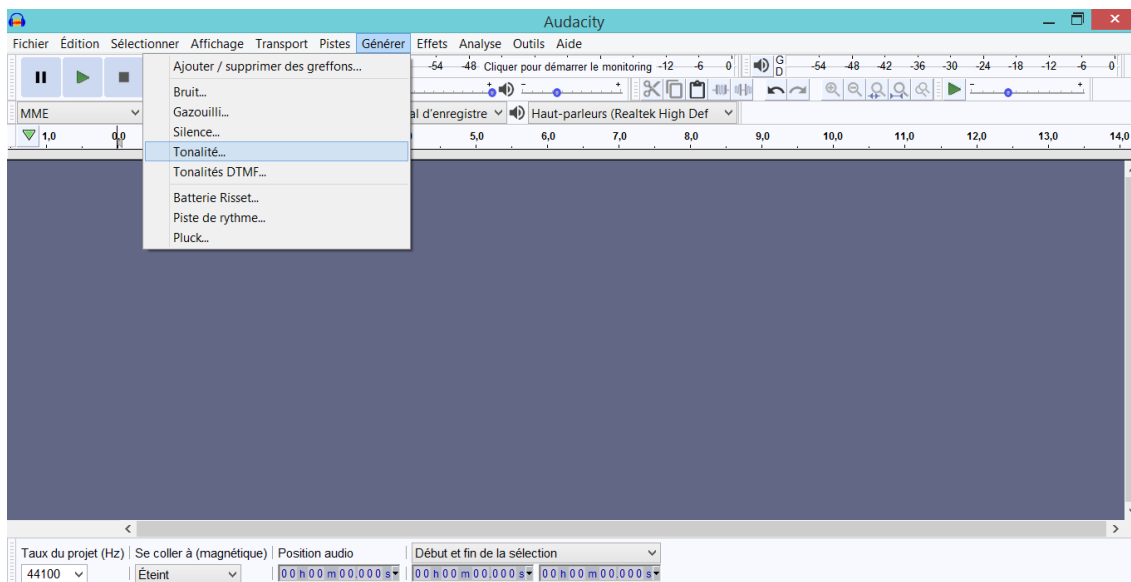 Audacity
Fichier Édition Sélectionner Affichage Transport Pistes Générer Effets Analyse Outils Aide
Ajouter / supprimer des greffons...
Bruit...
Gazouilli...
Silence...
Tonalité...
Tonalités DTMF...
Batterie Risset...
Piste de rythme...
Pluck...
-54 -48 Cliquer pour démarrer le monitoring -12 -6 0
G
D
-54 -48 -42 -36 -30 -24 -18 -12 -6 0
MME
al d'enregistre
Haut-parleurs (Realtek High Def
1,0 0,0 5,0 6,0 7,0 8,0 9,0 10,0 11,0 12,0 13,0 14,0
Taux du projet (Hz) Se coller à (magnétique) Position audio Début et fin de la sélection
44100 Éteint 00 h 00 m 00,000 s 00 h 00 m 00,000 s 00 h 00 m 00,000 s